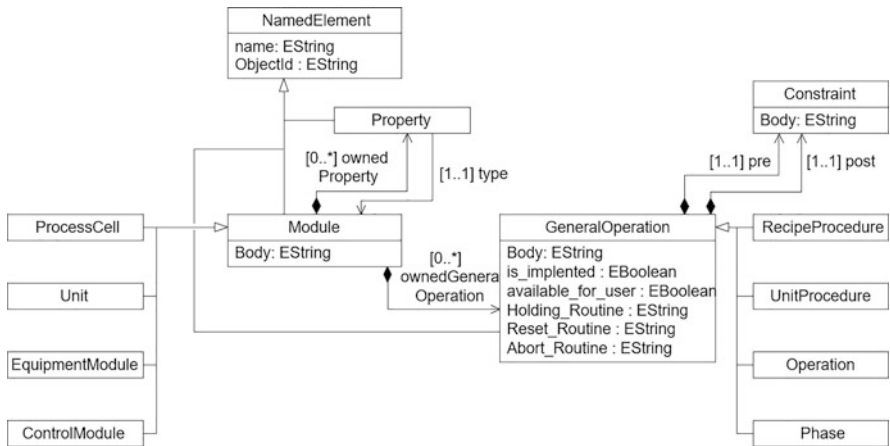 NamedElement
name: EString
ObjectId : EString
Property
Constraint
Body: EString
[0..*] owned
Property
[1..1] type
[1..1] pre
[1..1] post
ProcessCell
Module
Body: EString
GeneralOperation
Body: EString
is_implented : EBoolean
available_for_user : EBoolean
Holding_Routine : EString
Reset_Routine : EString
Abort_Routine : EString
RecipeProcedure
[0..*]
ownedGenera
Operation
Unit
UnitProcedure
EquipmentModule
Operation
ControlModule
Phase